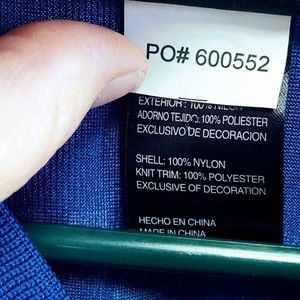 PO# 600552
EXTERIOR: 100% NILON
ADORNO TEJIDO: 100% POLIESTER
EXCLUSIVO DE DECORACION
SHELL: 100% NYLON
KNIT TRIM: 100% POLYESTER
EXCLUSIVE OF DECORATION
HECHO EN CHINA
MADE IN CHINA